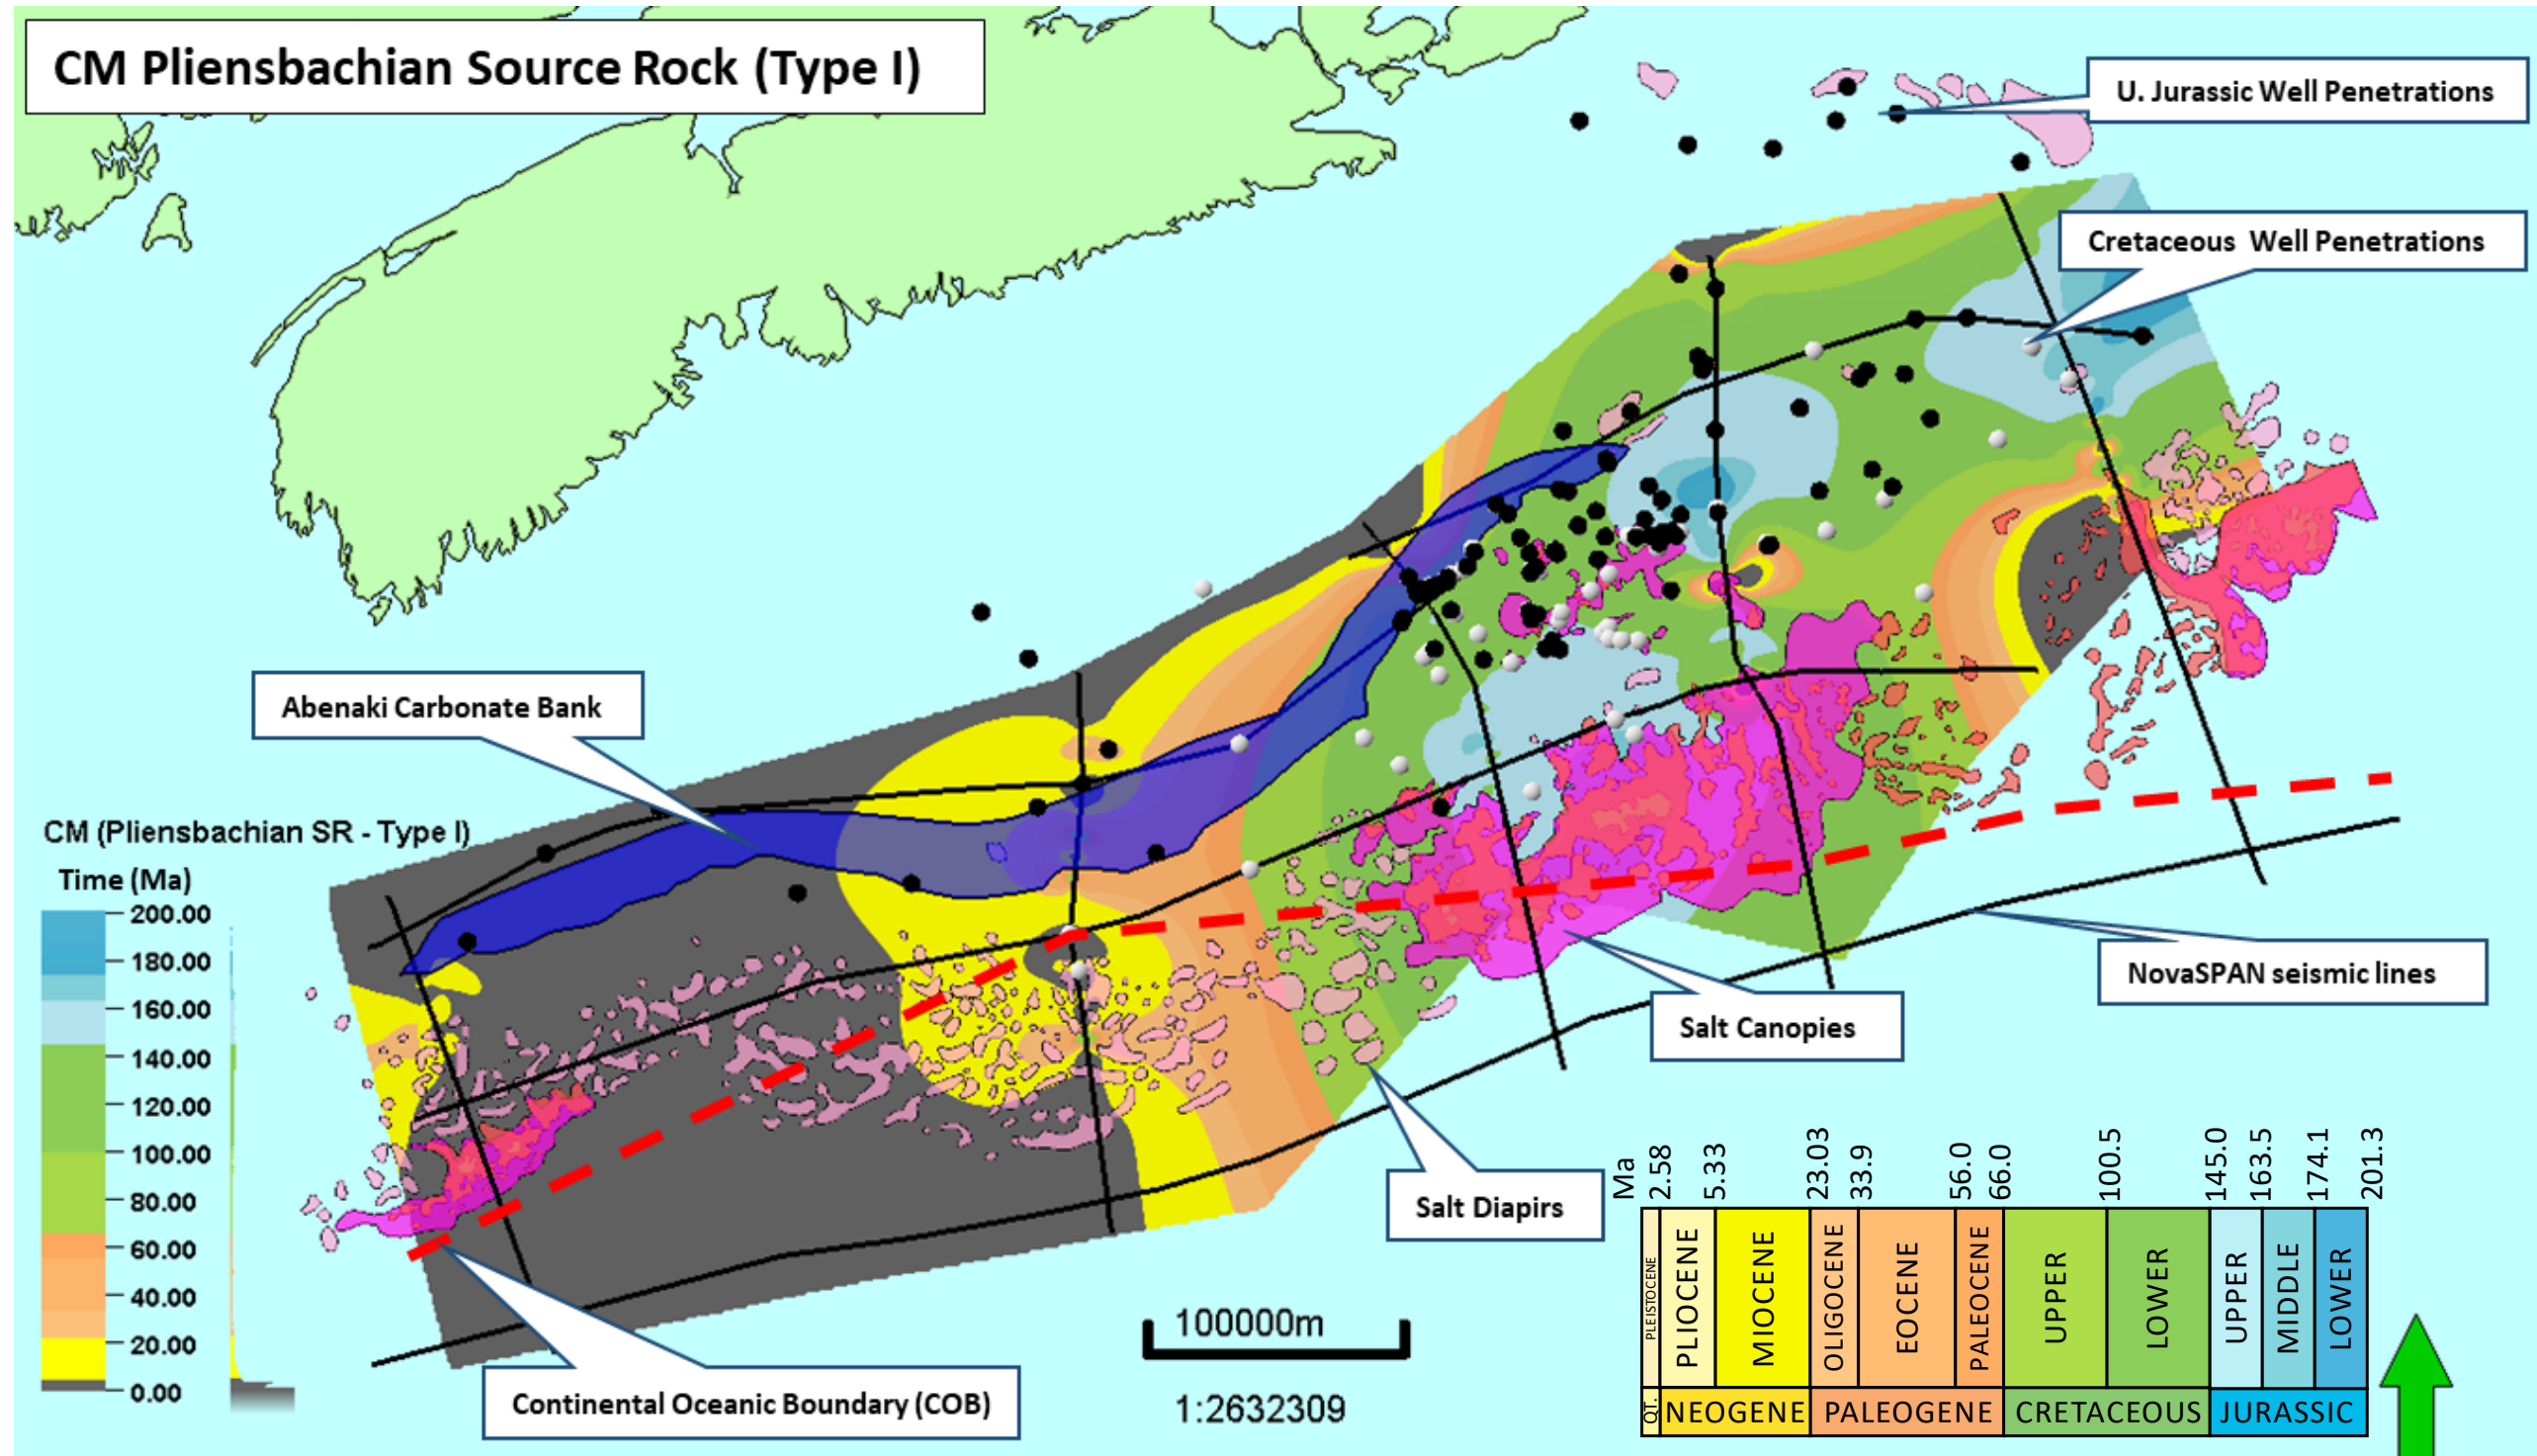 CM Pliensbachian Source Rock (Type I)
U. Jurassic Well Penetrations
Cretaceous Well Penetrations
Abenaki Carbonate Bank
CM (Pliensbachian SR - Type I)
Time (Ma)
200.00
180.00
160.00
140.00
120.00
100.00
80.00
60.00
40.00
20.00
0.00
NovaSPAN seismic lines
Salt Canopies
Salt Diapirs
Continental Oceanic Boundary (COB)
100000m
1:2632309
Ma
2.58
5.33
23.03
33.9
56.0
66.0
100.5
145.0
163.5
174.1
201.3
PLEISTOCENE
PLIOCENE
MIOCENE
OLIGOCENE
EOCENE
PALEOCENE
UPPER
LOWER
UPPER
MIDDLE
LOWER
QT.
NEOGENE
PALEOGENE
CRETACEOUS
JURASSIC